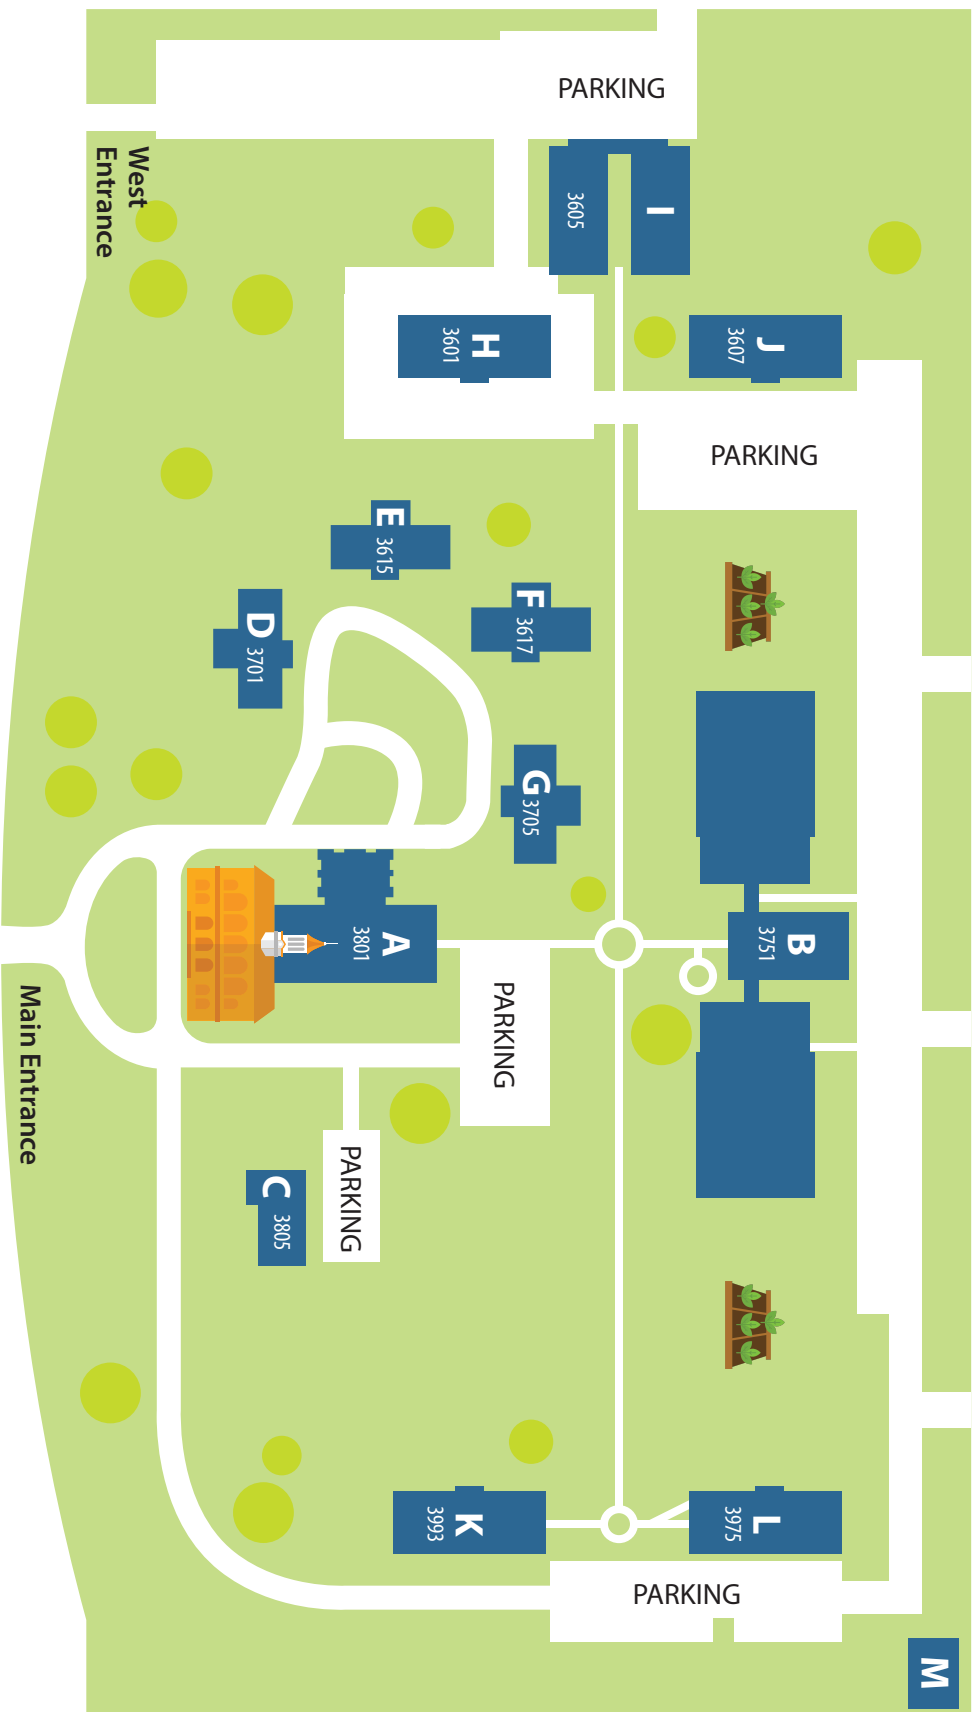 PARKING
West
Entrance
I
3605
H
3601
J
3607
PARKING
E
3615
F
3617
D
3701
G
3705
A
3801
B
3751
PARKING
Main Entrance
PARKING
C
3805
K
3993
L
3975
PARKING
M